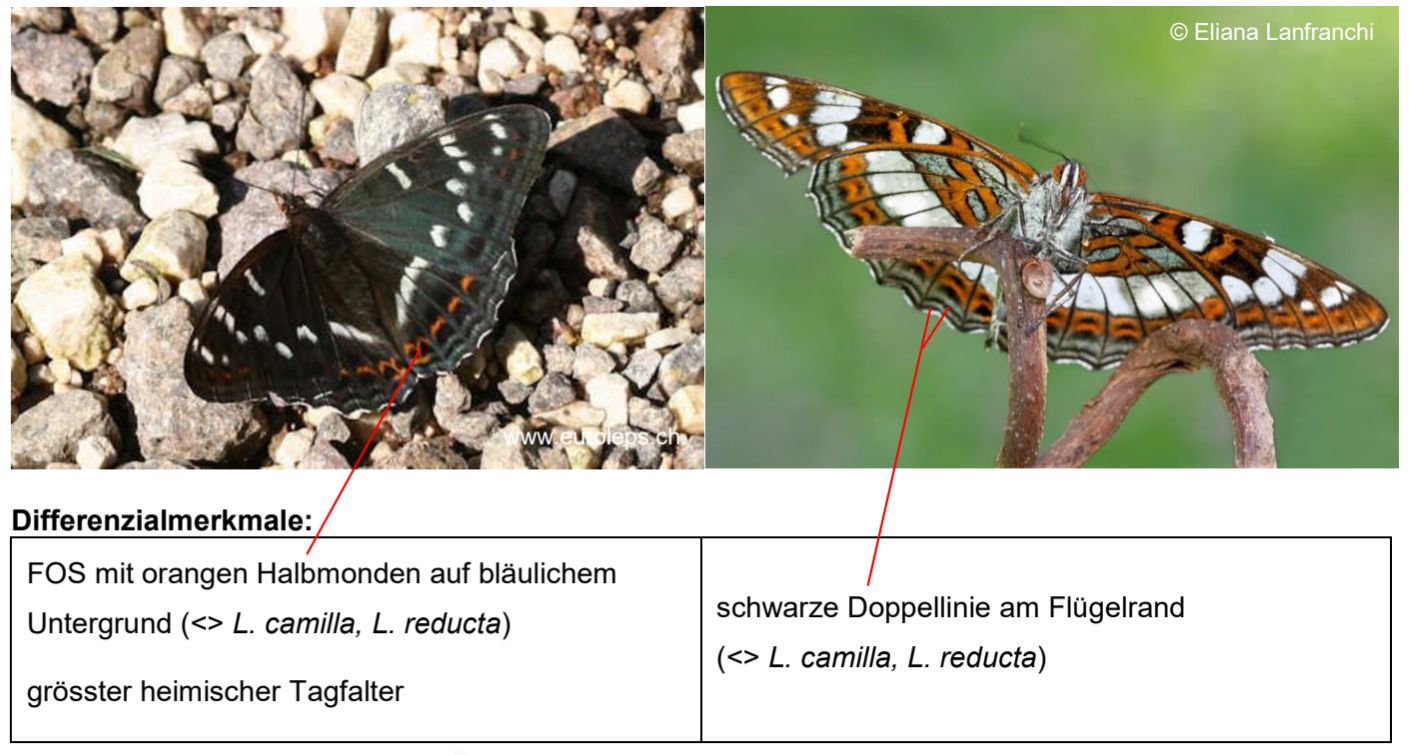 © Eliana Lanfranchi
www.euroleps.ch
Differenzialmerkmale:
FOS mit orangen Halbmonden auf bläulichem
Untergrund (<> L. camilla, L. reducta)
grösster heimischer Tagfalter
schwarze Doppellinie am Flügelrand
(<> L. camilla, L. reducta)